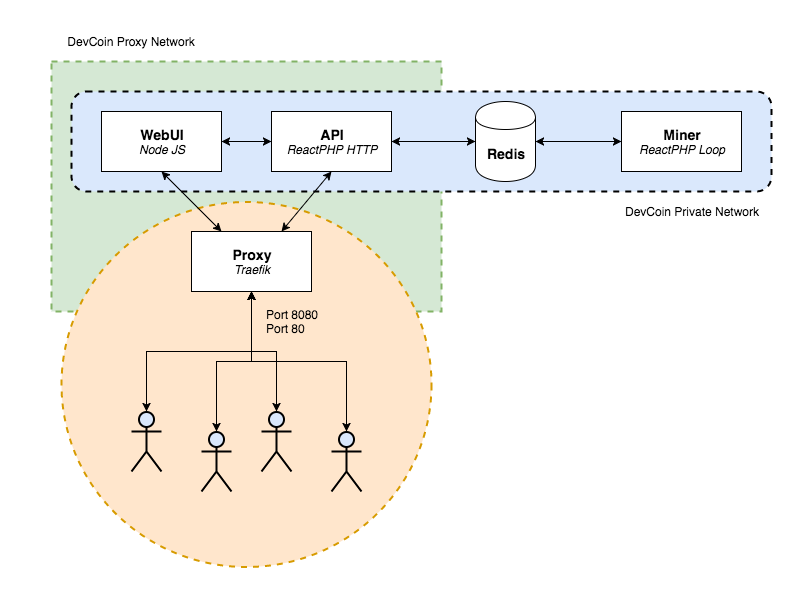 DevCoin Proxy Network
WebUI
Node JS
API
ReactPHP HTTP
Redis
Miner
ReactPHP Loop
DevCoin Private Network
Proxy
Traefik
Port 8080
Port 80